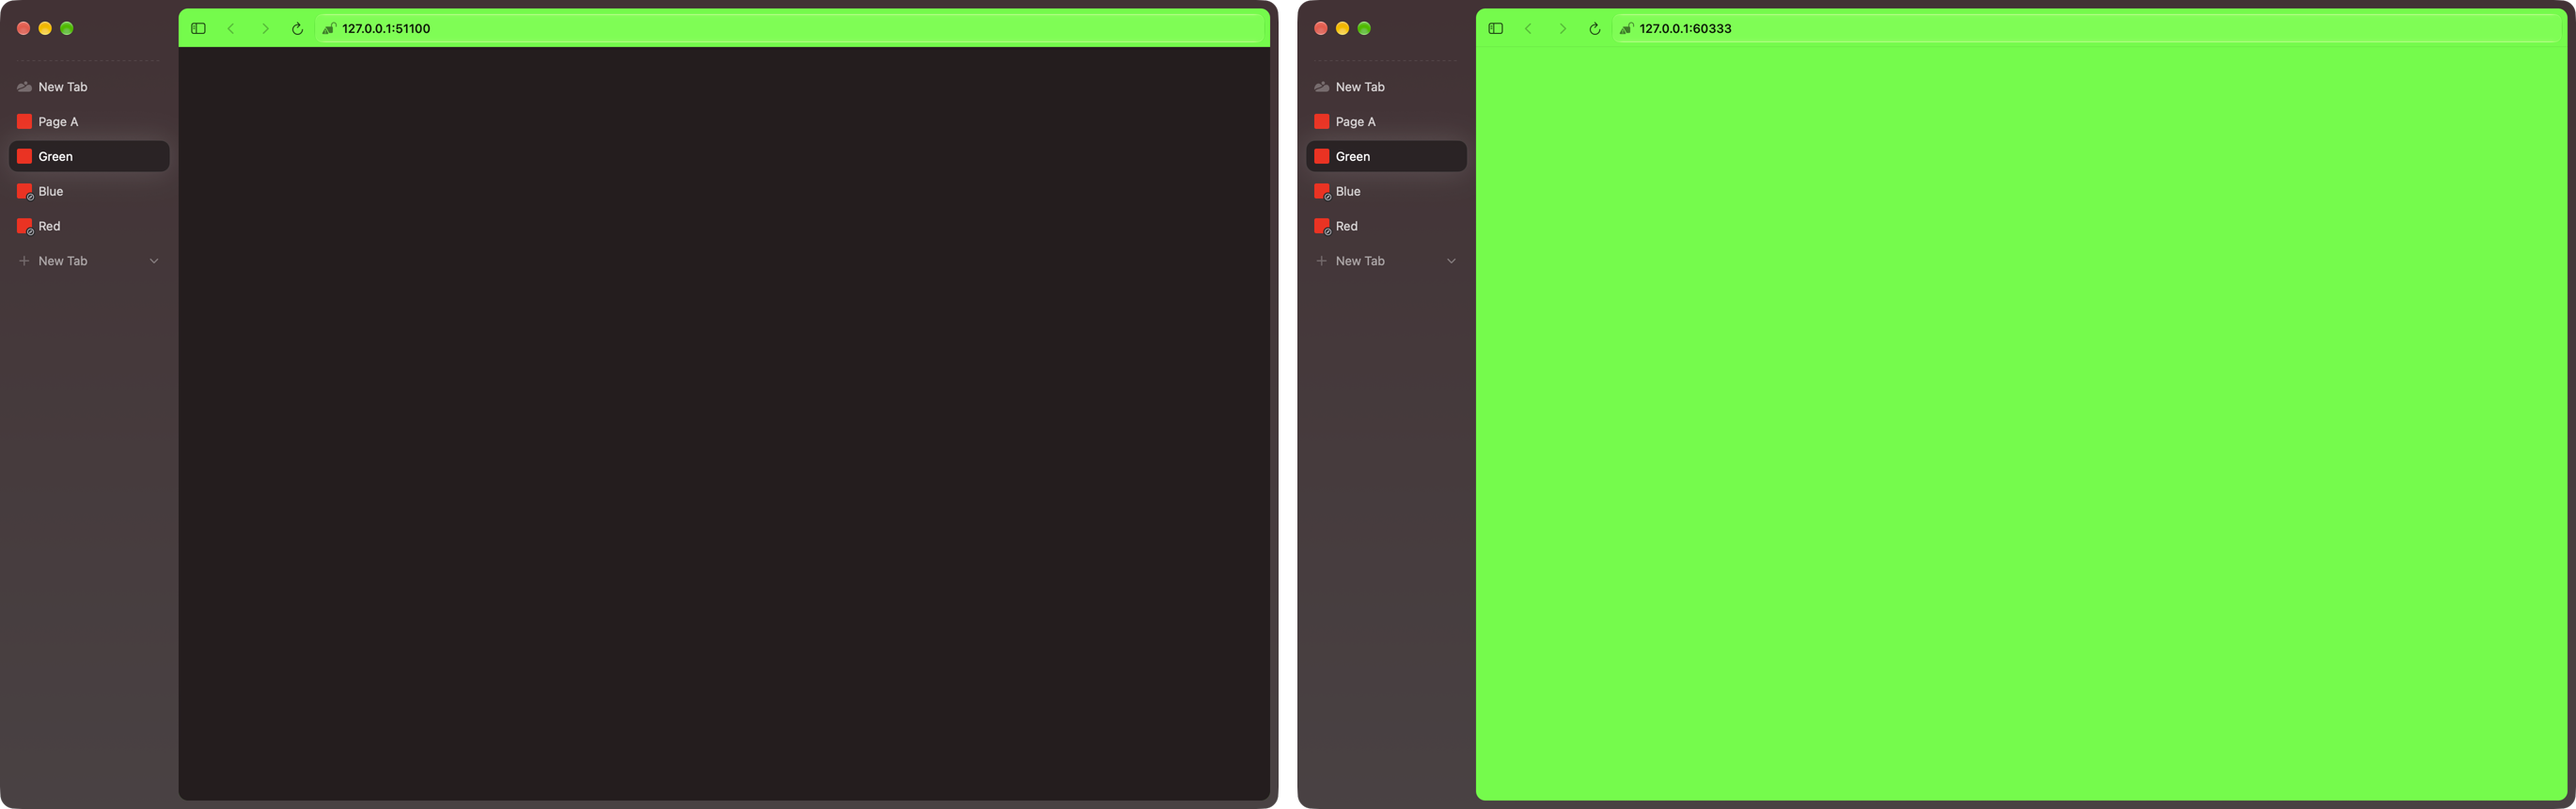 127.0.0.1:51100
New Tab
Page A
Green
Blue
Red
New Tab
127.0.0.1:60333
New Tab
Page A
Green
Blue
Red
New Tab